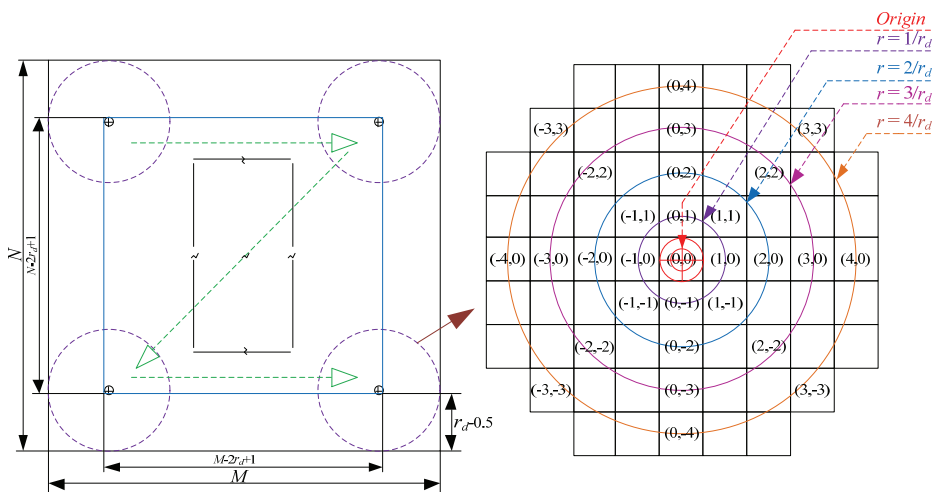 Origin
r = 1/r_d
r = 2/r_d
r = 3/r_d
r = 4/r_d
N
N-2r_d+1
r_d-0.5
M-2r_d+1
M
(0,4)
(-3,3) (0,3) (3,3)
(-2,2) (0,2) (2,2)
(-1,1) (0,1) (1,1)
(-4,0) (-3,0) (-2,0) (-1,0) (0,0) (1,0) (2,0) (3,0) (4,0)
(-1,-1) (0,-1) (1,-1)
(-2,-2) (0,-2) (2,-2)
(-3,-3) (0,-3) (3,-3)
(0,-4)